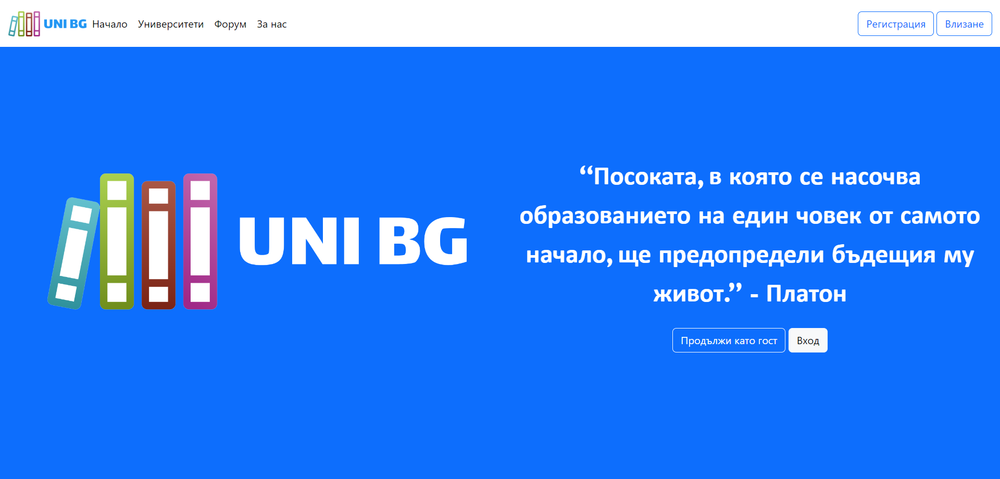 UNI BG Начало Университети Форум За нас Регистрация Влизане
UNI BG
“Посоката, в която се насочва
образованието на един човек от самото
начало, ще предопредели бъдещия му
живот.” - Платон
Продължи като гост Вход